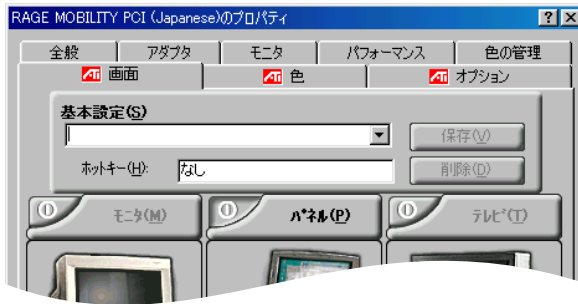 RAGE MOBILITY PCI (Japanese)のプロパティ
全般 アダプタ モニタ パフォーマンス 色の管理
ATI 画面 ATI 色 ATI オプション
基本設定(S)
保存(V)
ホットキー(H): なし 削除(D)
モニタ(M) パネル(P) テレビ(T)